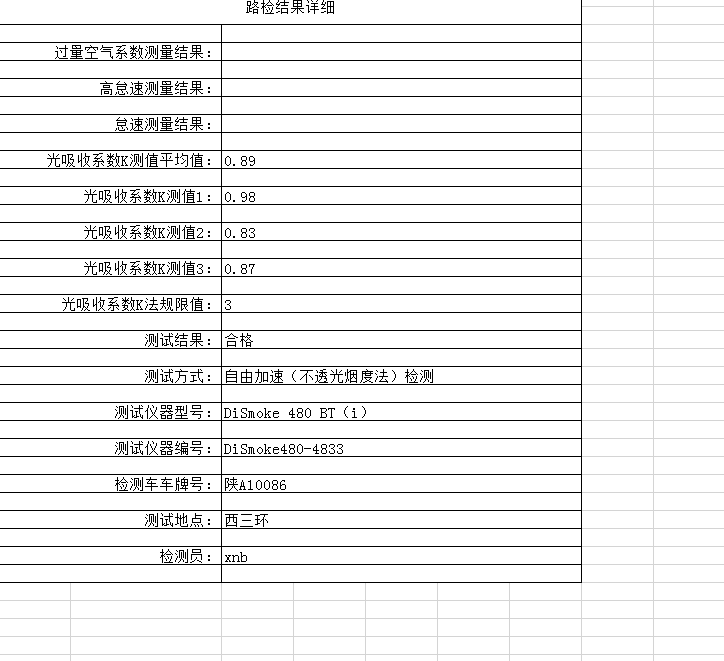 路检结果详细
过量空气系数测量结果：
高怠速测量结果：
怠速测量结果：
光吸收系数K测值平均值： 0.89
光吸收系数K测值1： 0.98
光吸收系数K测值2： 0.83
光吸收系数K测值3： 0.87
光吸收系数K法规限值： 3
测试结果： 合格
测试方式： 自由加速（不透光烟度法）检测
测试仪器型号： DiSmoke 480 BT（i）
测试仪器编号： DiSmoke480-4833
检测车车牌号： 陕A10086
测试地点： 西三环
检测员： xnb